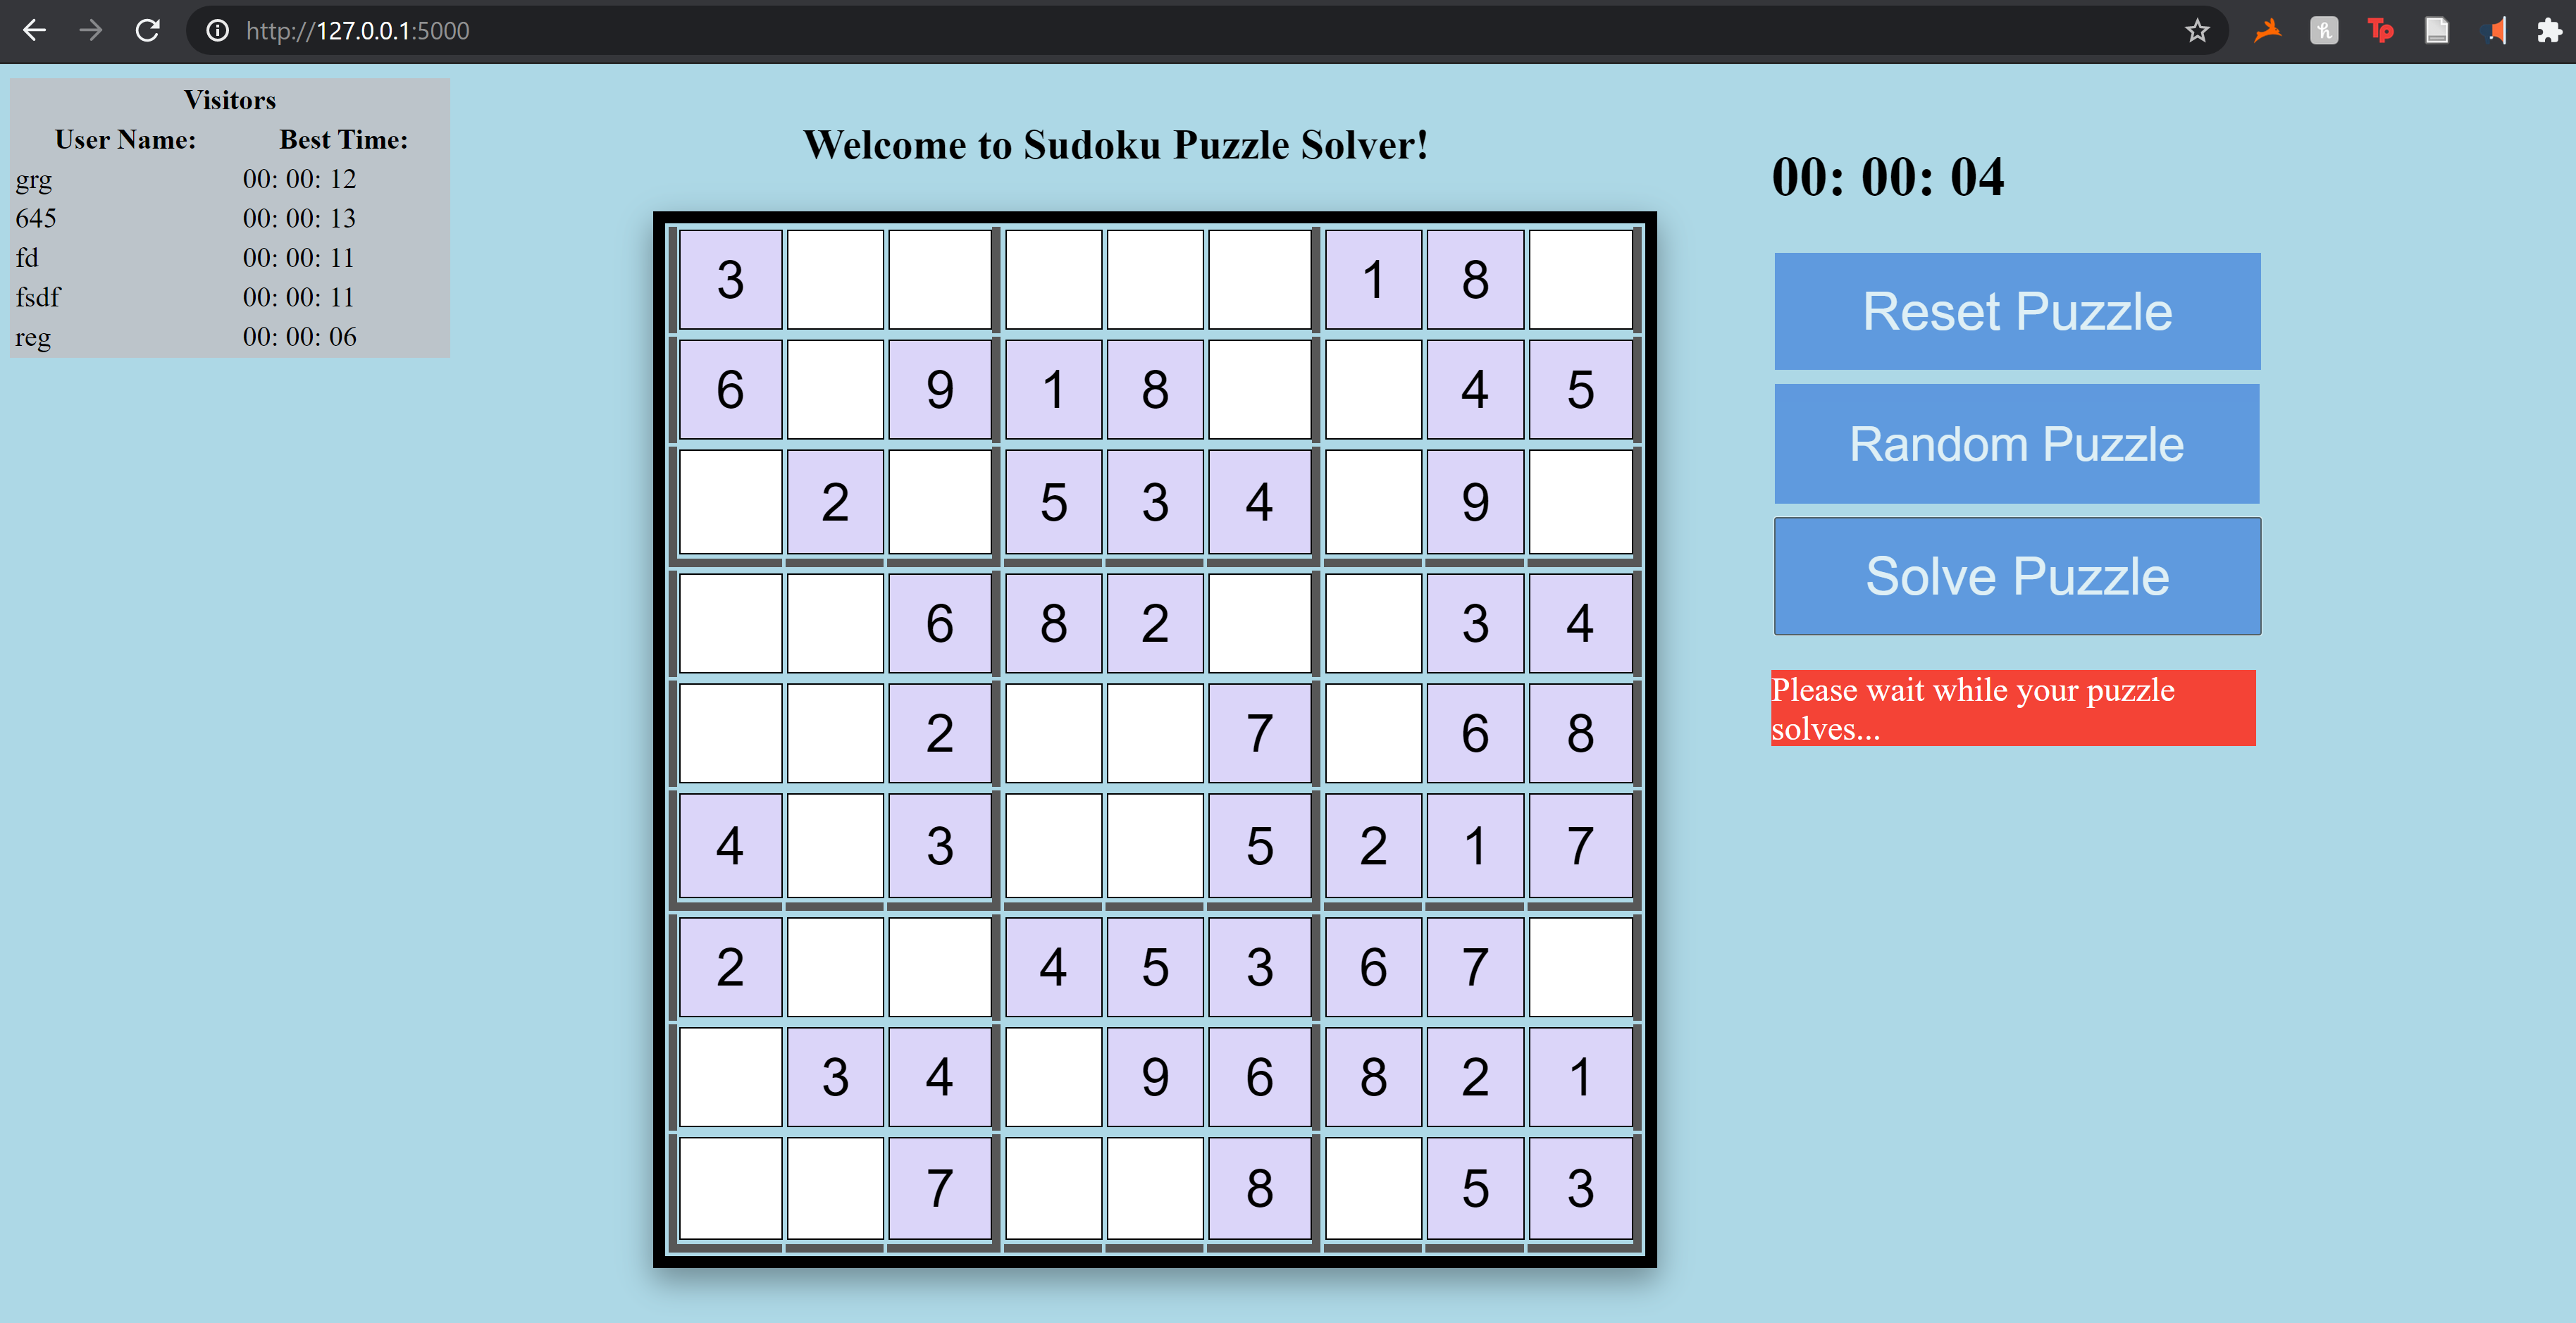 http://127.0.0.1:5000
Visitors
User Name: Best Time:
grg 00: 00: 12
645 00: 00: 13
fd 00: 00: 11
fsdf 00: 00: 11
reg 00: 00: 06
Welcome to Sudoku Puzzle Solver!
3 1 8
6 9 1 8 4 5
2 5 3 4 9
6 8 2 3 4
2 7 6 8
4 3 5 2 1 7
2 4 5 3 6 7
3 4 9 6 8 2 1
7 8 5 3
00: 00: 04
Reset Puzzle
Random Puzzle
Solve Puzzle
Please wait while your puzzle
solves...
h
Tp